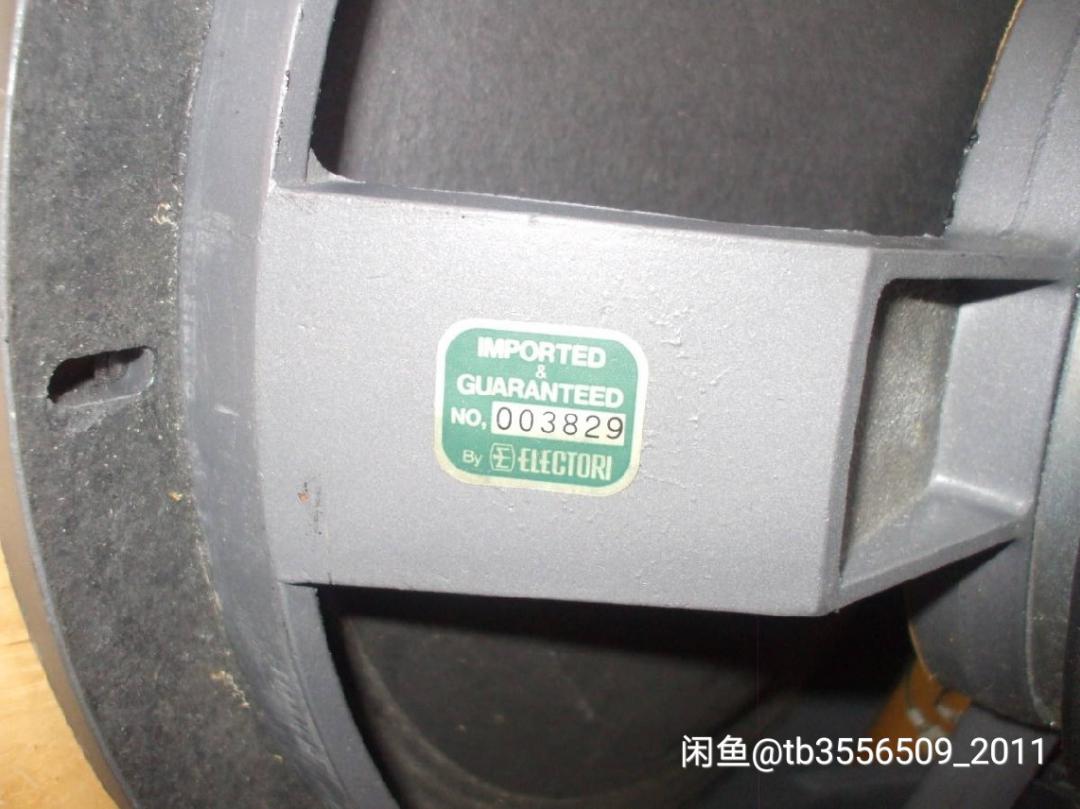 IMPORTED
&
GUARANTEED
NO, 003829
By ELECTORI
闲鱼@tb3556509_2011